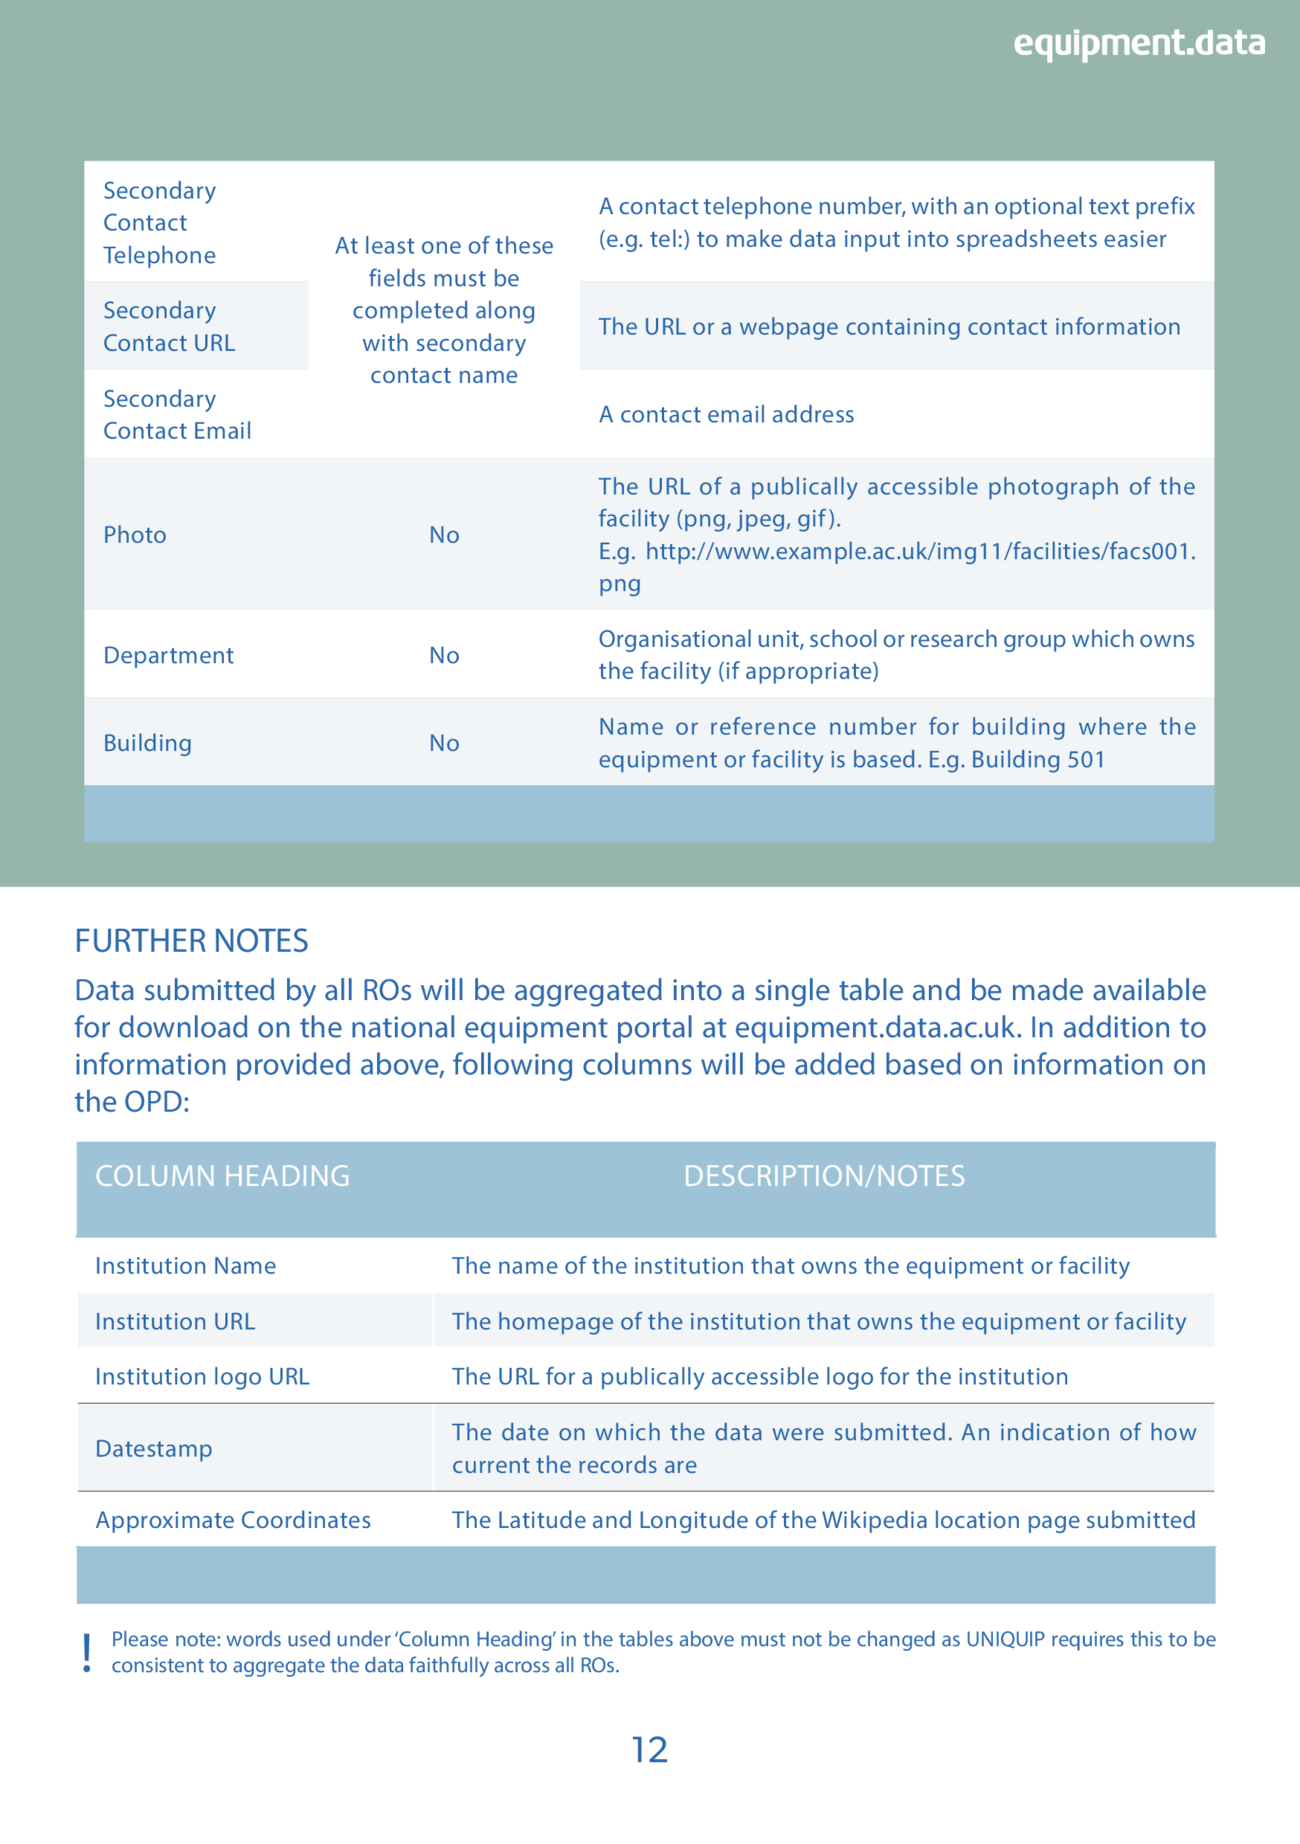 equipment.data
Secondary
Contact
Telephone
At least one of these
fields must be
completed along
with secondary
contact name
A contact telephone number, with an optional text prefix
(e.g. tel:) to make data input into spreadsheets easier
Secondary
Contact URL
The URL or a webpage containing contact information
Secondary
Contact Email
A contact email address
Photo
No
The URL of a publically accessible photograph of the
facility (png, jpeg, gif).
E.g. http://www.example.ac.uk/img11/facilities/facs001.
png
Department
No
Organisational unit, school or research group which owns
the facility (if appropriate)
Building
No
Name or reference number for building where the
equipment or facility is based. E.g. Building 501
FURTHER NOTES
Data submitted by all ROs will be aggregated into a single table and be made available
for download on the national equipment portal at equipment.data.ac.uk. In addition to
information provided above, following columns will be added based on information on
the OPD:
COLUMN HEADING
DESCRIPTION/NOTES
Institution Name
The name of the institution that owns the equipment or facility
Institution URL
The homepage of the institution that owns the equipment or facility
Institution logo URL
The URL for a publically accessible logo for the institution
Datestamp
The date on which the data were submitted. An indication of how
current the records are
Approximate Coordinates
The Latitude and Longitude of the Wikipedia location page submitted
! Please note: words used under ‘Column Heading’ in the tables above must not be changed as UNIQUIP requires this to be
consistent to aggregate the data faithfully across all ROs.
12